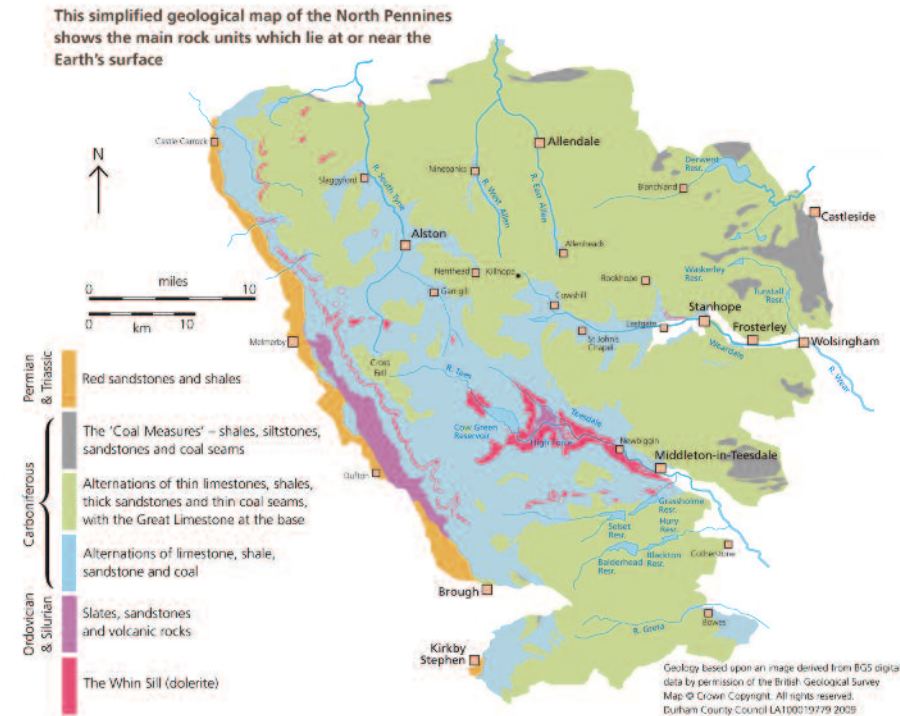 This simplified geological map of the North Pennines
shows the main rock units which lie at or near the
Earth's surface
N
miles
0 10
0 10
km
Castle Carrock
Slaggyford
R. South Tyne
Ninebanks
R. West Allen
R. East Allen
Allendale
Blanchland
Derwent
Resr.
Castleside
Alston
Allenheads
Nenthead
Killhope
Garrigill
Cowshill
Rookhope
Waskerley
Resr.
Tunstall
Resr.
Stanhope
Eastgate
St John's
Chapel
Frosterley
Weardale
Wolsingham
R. Wear
Melmerby
Cross
Fell
R. Tees
Cow Green
Reservoir
High Force
Teesdale
Newbiggin
Middleton-in-Teesdale
Dufton
Grassholme
Resr.
Selset
Resr.
Hury
Resr.
Blackton
Resr.
Balderhead
Resr.
Cotherstone
Brough
R. Greta
Bowes
Kirkby
Stephen
Permian
& Triassic
Red sandstones and shales
Carboniferous
The 'Coal Measures' – shales, siltstones,
sandstones and coal seams
Alternations of thin limestones, shales,
thick sandstones and thin coal seams,
with the Great Limestone at the base
Alternations of limestone, shale,
sandstone and coal
Ordovician
& Silurian
Slates, sandstones
and volcanic rocks
The Whin Sill (dolerite)
Geology based upon an image derived from BGS digital
data by permission of the British Geological Survey
Map © Crown Copyright. All rights reserved.
Durham County Council LA100019779 2009